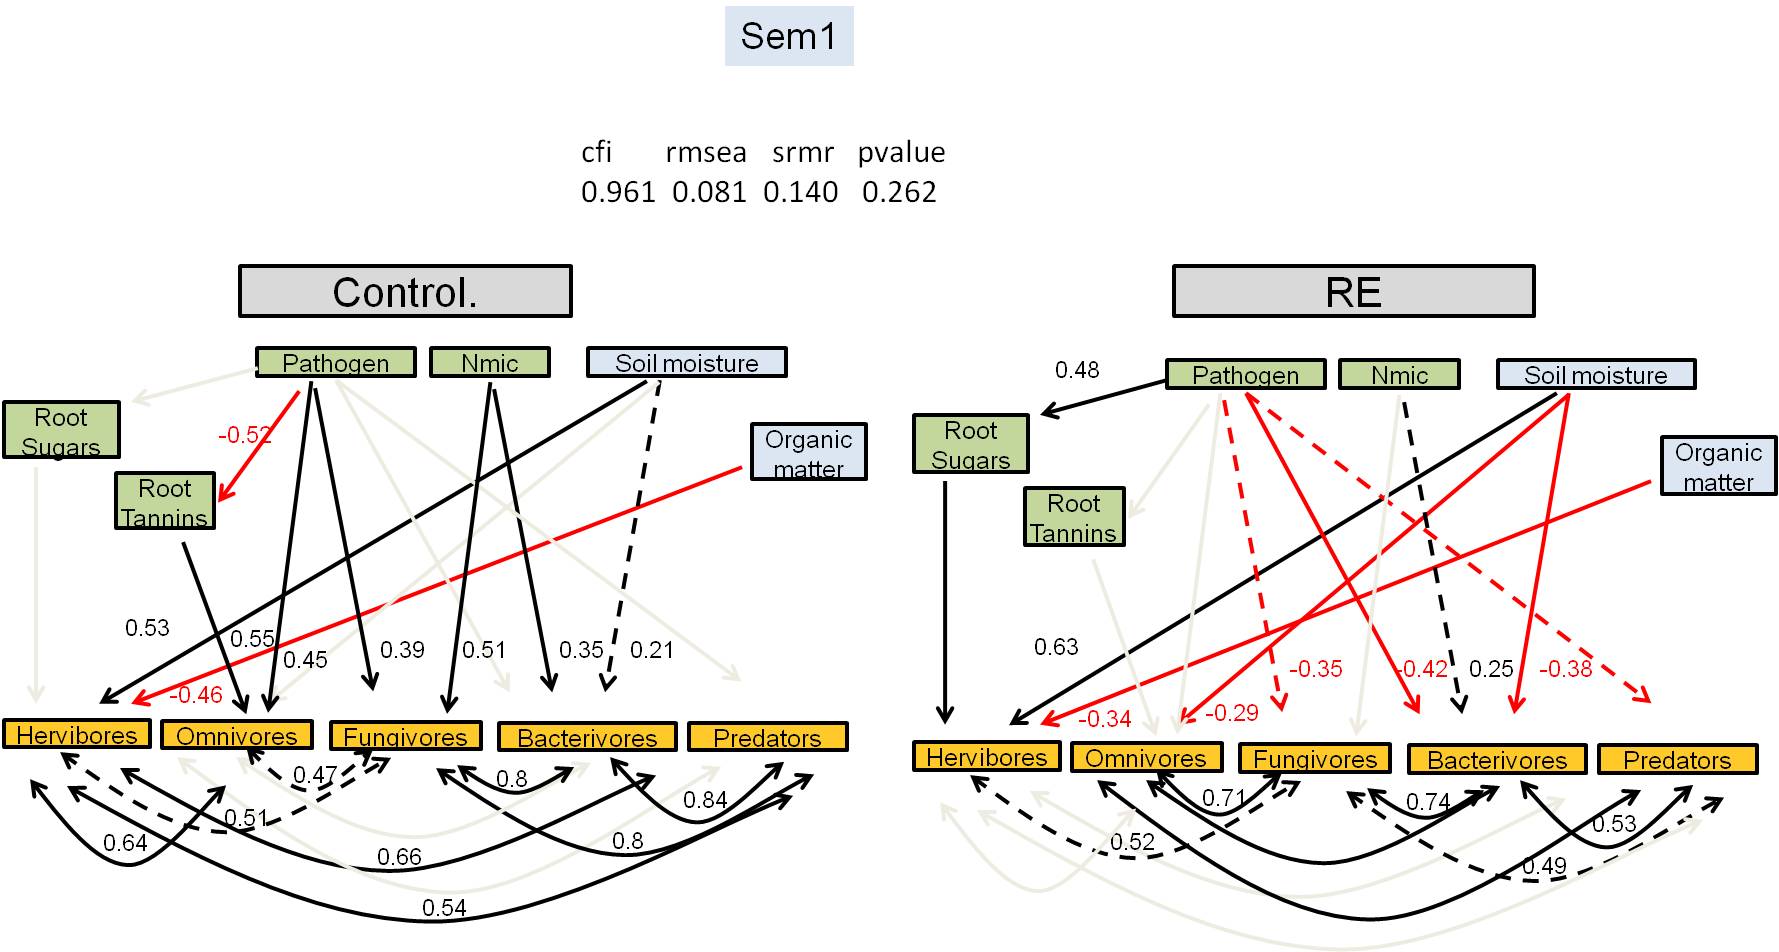 Sem1
cfi rmsea srmr pvalue
0.961 0.081 0.140 0.262
Control.
Pathogen
Nmic
Soil moisture
Root
Sugars
-0.52
Organic
matter
Root
Tannins
0.53
0.55
0.45
0.39
0.51
0.35
0.21
-0.46
Hervibores
Omnivores
Fungivores
Bacterivores
Predators
0.47
0.8
0.51
0.84
0.64
0.66
0.8
0.54
RE
0.48
Pathogen
Nmic
Soil moisture
Root
Sugars
Organic
matter
Root
Tannins
0.63
-0.35
-0.42
0.25
-0.38
-0.34
-0.29
Hervibores
Omnivores
Fungivores
Bacterivores
Predators
0.71
0.74
0.53
0.52
0.49